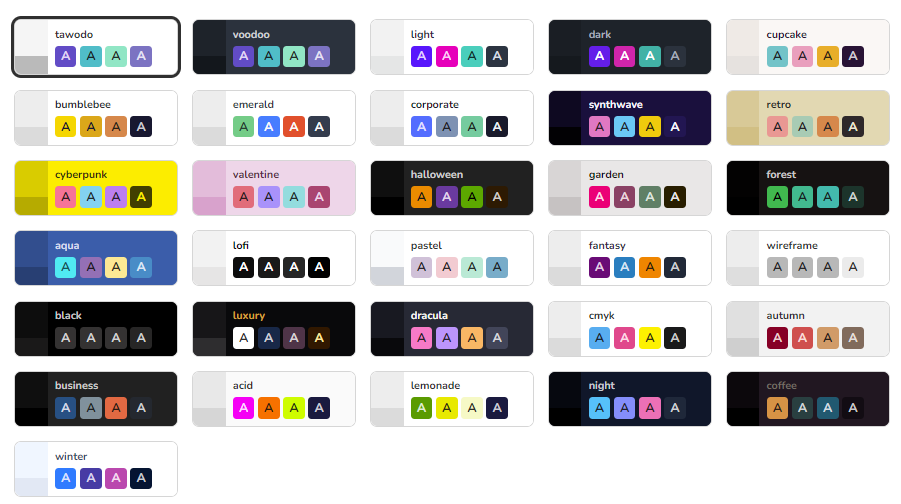 tawodo
A A A A
voodoo
A A A A
light
A A A A
dark
A A A A
cupcake
A A A A
bumblebee
A A A A
emerald
A A A A
corporate
A A A A
synthwave
A A A A
retro
A A A A
cyberpunk
A A A A
valentine
A A A A
halloween
A A A A
garden
A A A A
forest
A A A A
aqua
A A A A
lofi
A A A A
pastel
A A A A
fantasy
A A A A
wireframe
A A A A
black
A A A A
luxury
A A A A
dracula
A A A A
cmyk
A A A A
autumn
A A A A
business
A A A A
acid
A A A A
lemonade
A A A A
night
A A A A
coffee
A A A A
winter
A A A A